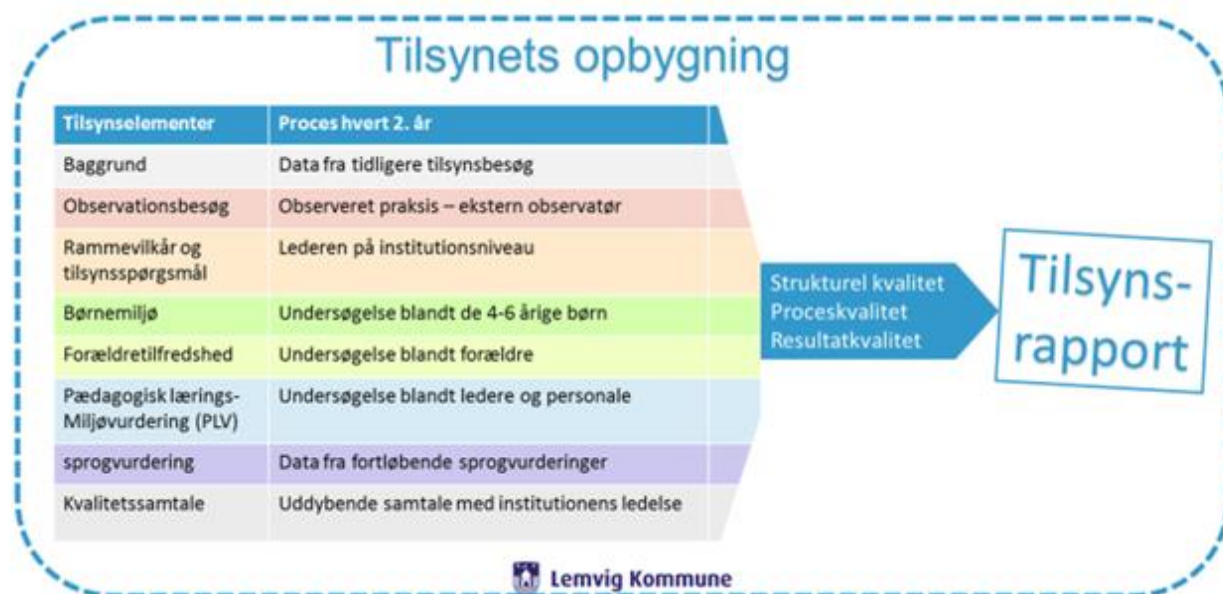 Tilsynets opbygning
Tilsynselementer Proces hvert 2. år
Baggrund Data fra tidligere tilsynsbesøg
Observationsbesøg Observeret praksis – ekstern observatør
Rammevilkår og Lederen på institutionsniveau
tilsynsspørgsmål
Børnemiljø Undersøgelse blandt de 4-6 årige børn
Forældretilfredshed Undersøgelse blandt forældre
Pædagogisk lærings- Undersøgelse blandt ledere og personale
Miljøvurdering (PLV)
sprogvurdering Data fra fortløbende sprogvurderinger
Kvalitetssamtale Uddybende samtale med institutionens ledelse
Strukturel kvalitet
Proceskvalitet
Resultatkvalitet
Tilsyns-
rapport
Lemvig Kommune